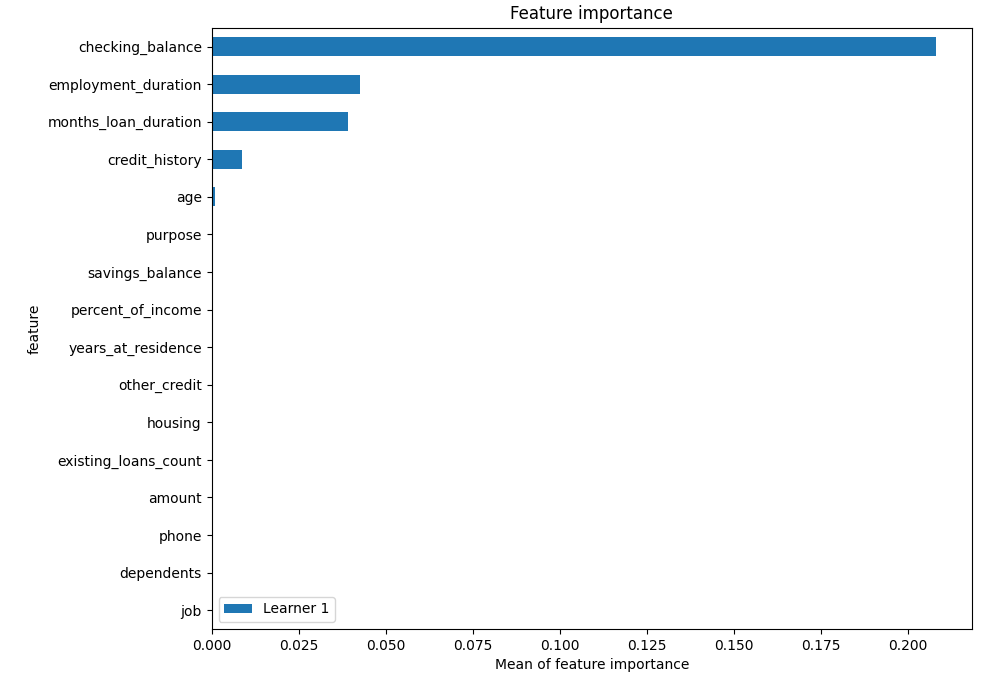 Feature importance
checking_balance
employment_duration
months_loan_duration
credit_history
age
purpose
savings_balance
percent_of_income
years_at_residence
other_credit
housing
existing_loans_count
amount
phone
dependents
job
feature
Learner 1
0.000 0.025 0.050 0.075 0.100 0.125 0.150 0.175 0.200
Mean of feature importance